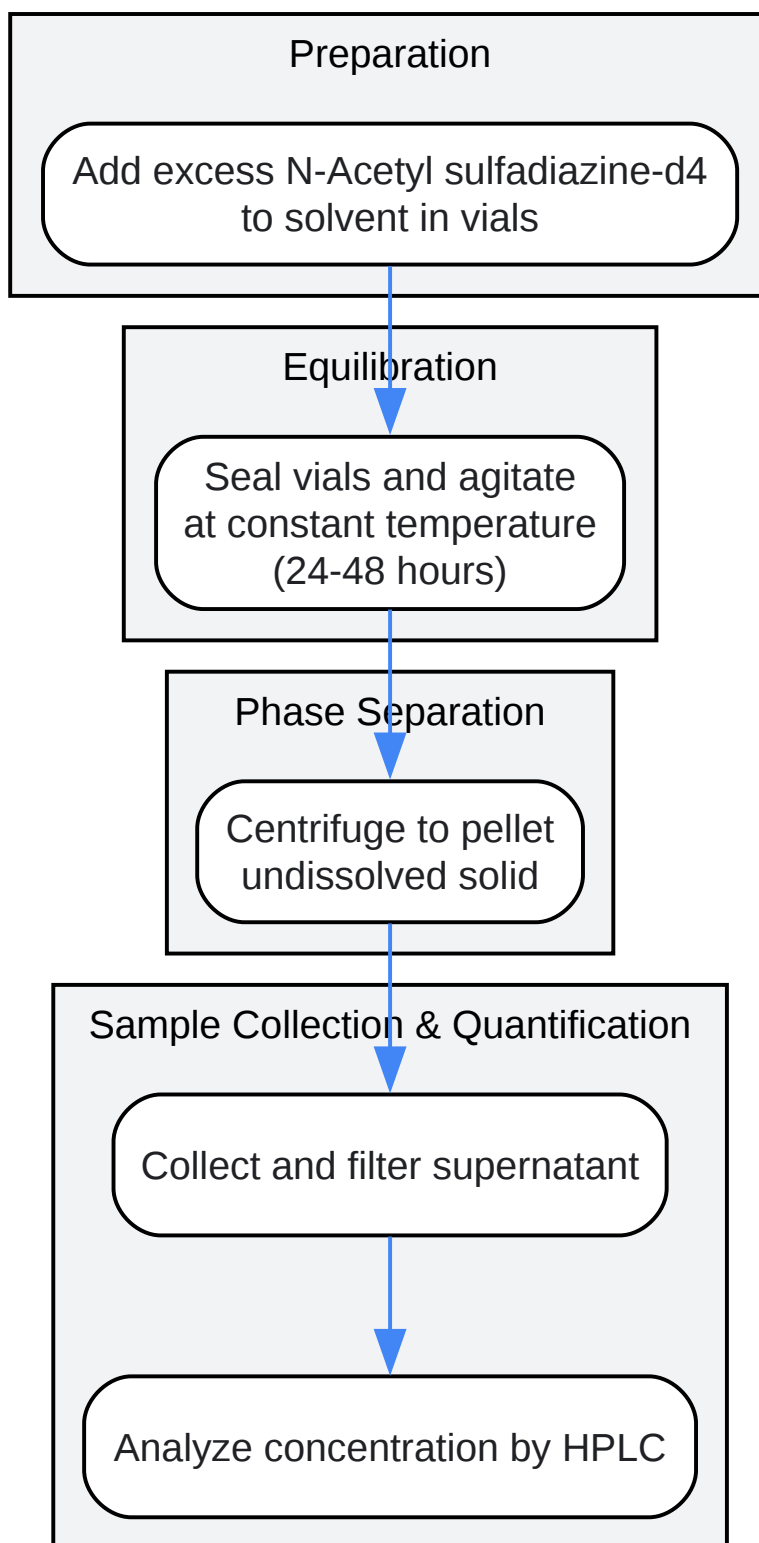 Preparation
Add excess N-Acetyl sulfadiazine-d4
to solvent in vials
Equilibration
Seal vials and agitate
at constant temperature
(24-48 hours)
Phase Separation
Centrifuge to pellet
undissolved solid
Sample Collection & Quantification
Collect and filter supernatant
Analyze concentration by HPLC